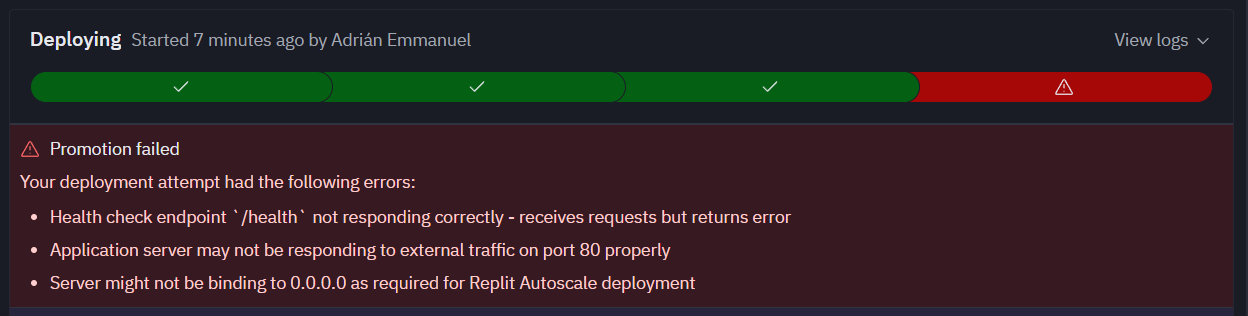 Deploying Started 7 minutes ago by Adrián Emmanuel View logs
Promotion failed
Your deployment attempt had the following errors:
• Health check endpoint `/health` not responding correctly - receives requests but returns error
• Application server may not be responding to external traffic on port 80 properly
• Server might not be binding to 0.0.0.0 as required for Replit Autoscale deployment